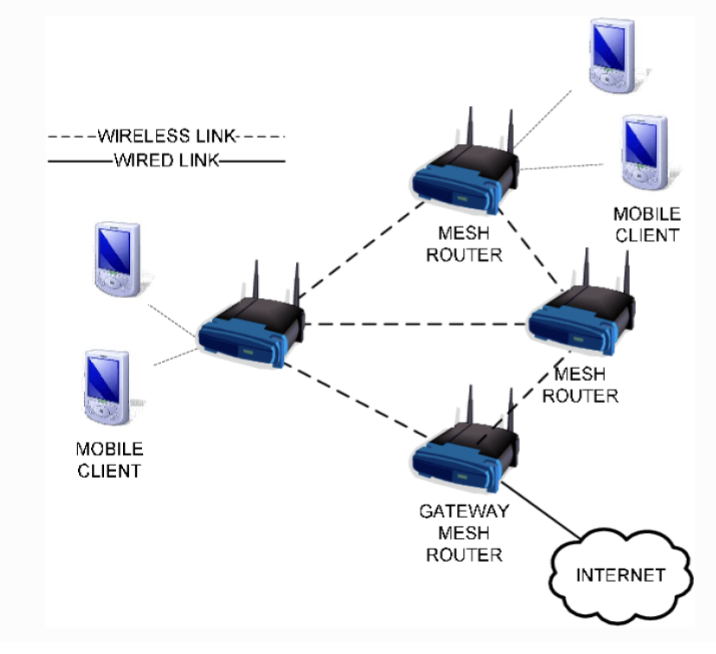 WIRELESS LINK
WIRED LINK
MOBILE
CLIENT
MESH
ROUTER
MESH
ROUTER
MOBILE
CLIENT
GATEWAY
MESH
ROUTER
INTERNET